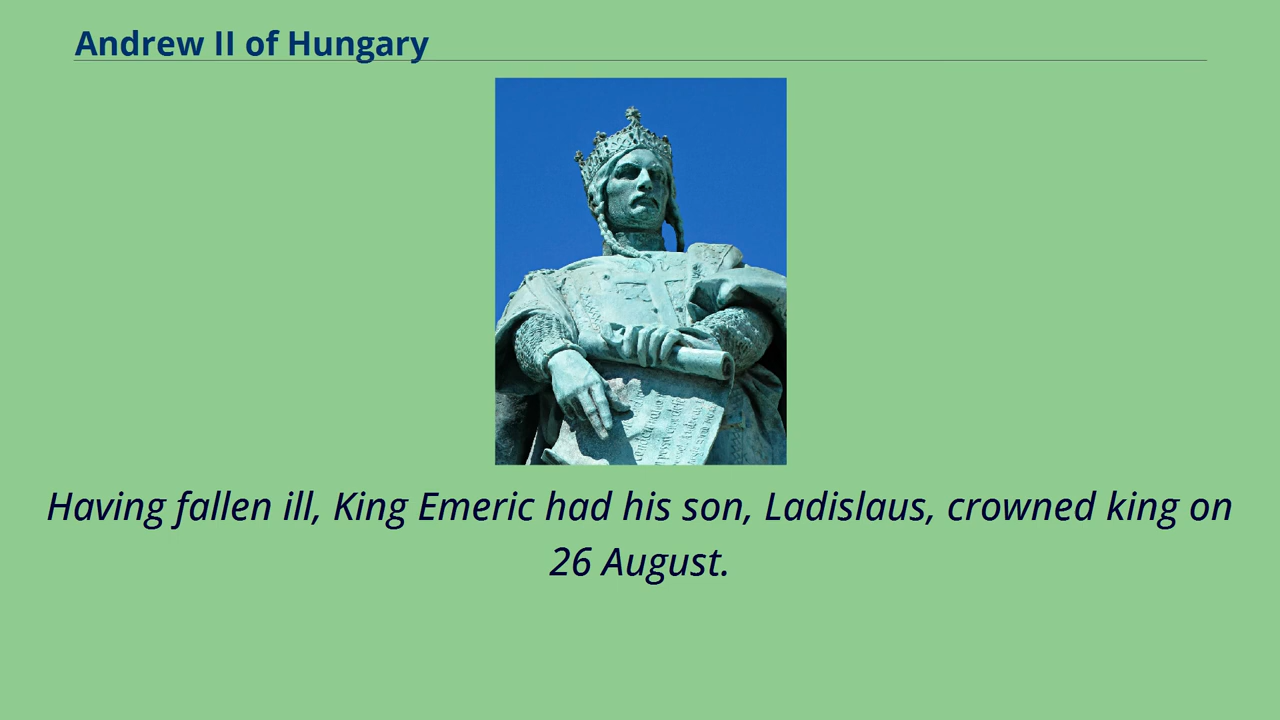 Andrew II of Hungary
Having fallen ill, King Emeric had his son, Ladislaus, crowned king on
26 August.